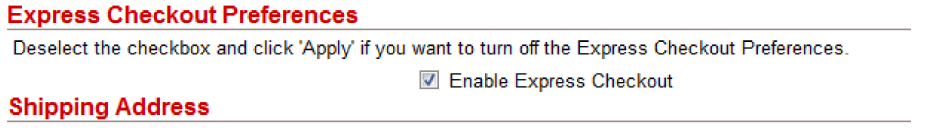 Express Checkout Preferences
Deselect the checkbox and click 'Apply' if you want to turn off the Express Checkout Preferences.
Enable Express Checkout
Shipping Address